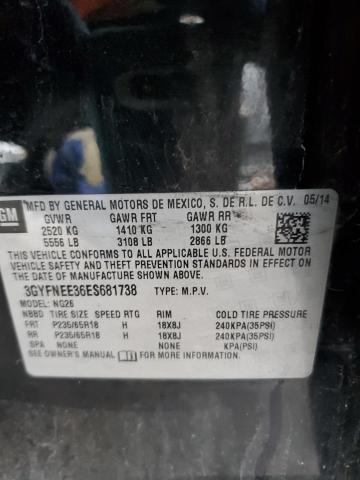 GM
MFD BY GENERAL MOTORS DE MEXICO, S. DE R.L. DE C.V. 05/14
GVWR GAWR FRT GAWR RR
2520 KG 1410 KG 1300 KG
5556 LB 3108 LB 2866 LB
THIS VEHICLE CONFORMS TO ALL APPLICABLE U.S. FEDERAL MOTOR
VEHICLE SAFETY, BUMPER, AND THEFT PREVENTION STANDARDS IN EFFECT
ON THE DATE OF MANUFACTURE SHOWN ABOVE.
3GYFNEE36ES681738 TYPE: M.P.V.
MODEL: NG26
NBBD TIRE SIZE SPEED RTG RIM COLD TIRE PRESSURE
FRT P235/65R18 H 18X8J 240KPA(35PSI)
RR P235/65R18 H 18X8J 240KPA(35PSI)
SPA NONE NONE KPA(PSI)
SEE OWNER'S MANUAL FOR ADDITIONAL INFORMATION.